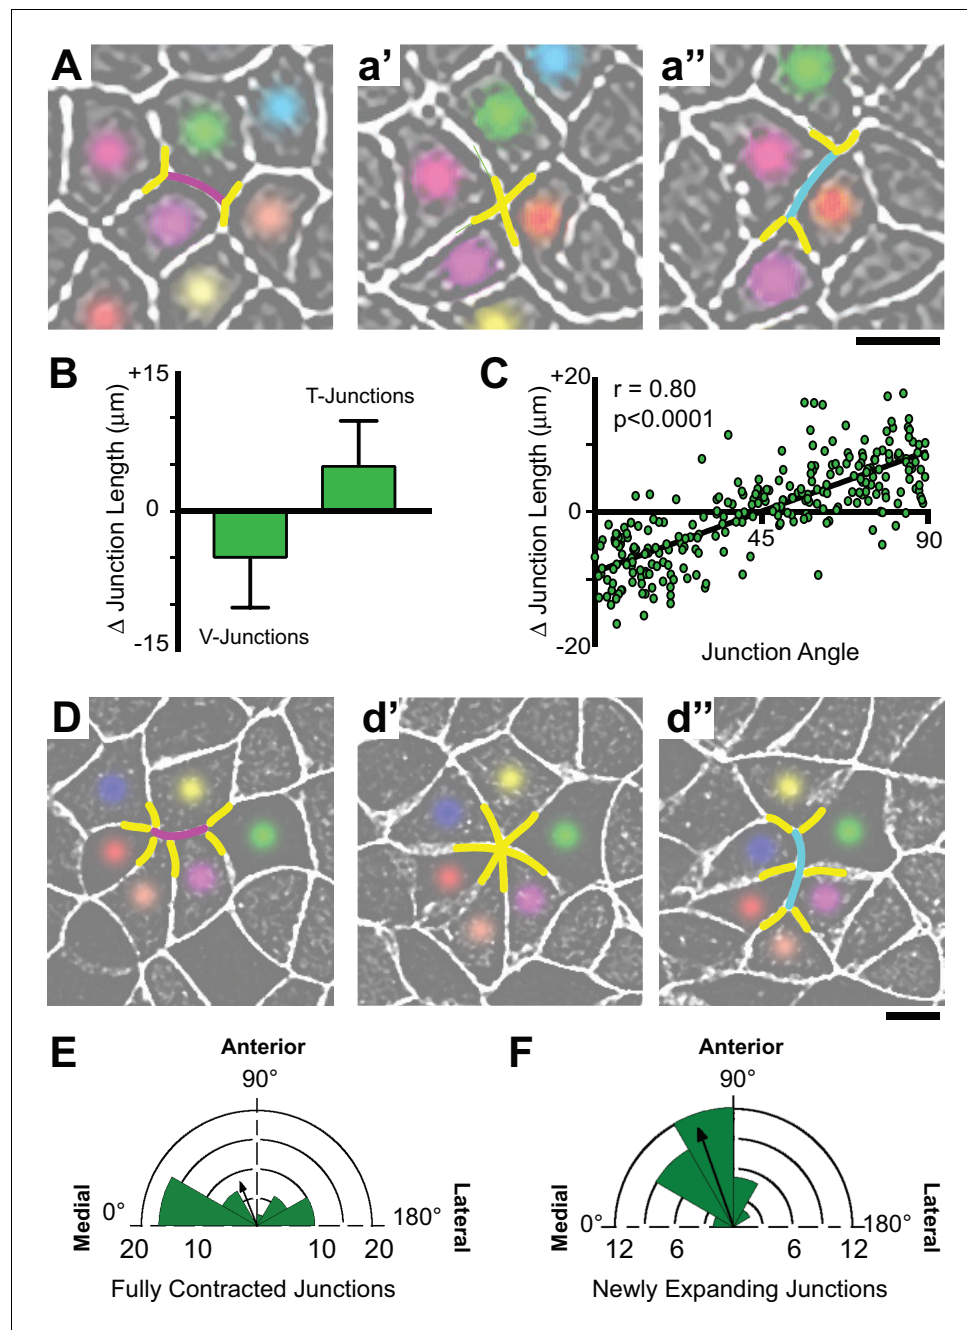 A
a’
a’’
B
Δ Junction Length (μm)
+15
0
-15
T-Junctions
V-Junctions
C
Δ Junction Length (μm)
+20
0
-20
r = 0.80
p<0.0001
45
90
Junction Angle
D
d’
d’’
E
Anterior
90°
Medial
0°
180°
Lateral
20
10
10
20
Fully Contracted Junctions
F
Anterior
90°
Medial
0°
180°
Lateral
12
6
6
12
Newly Expanding Junctions